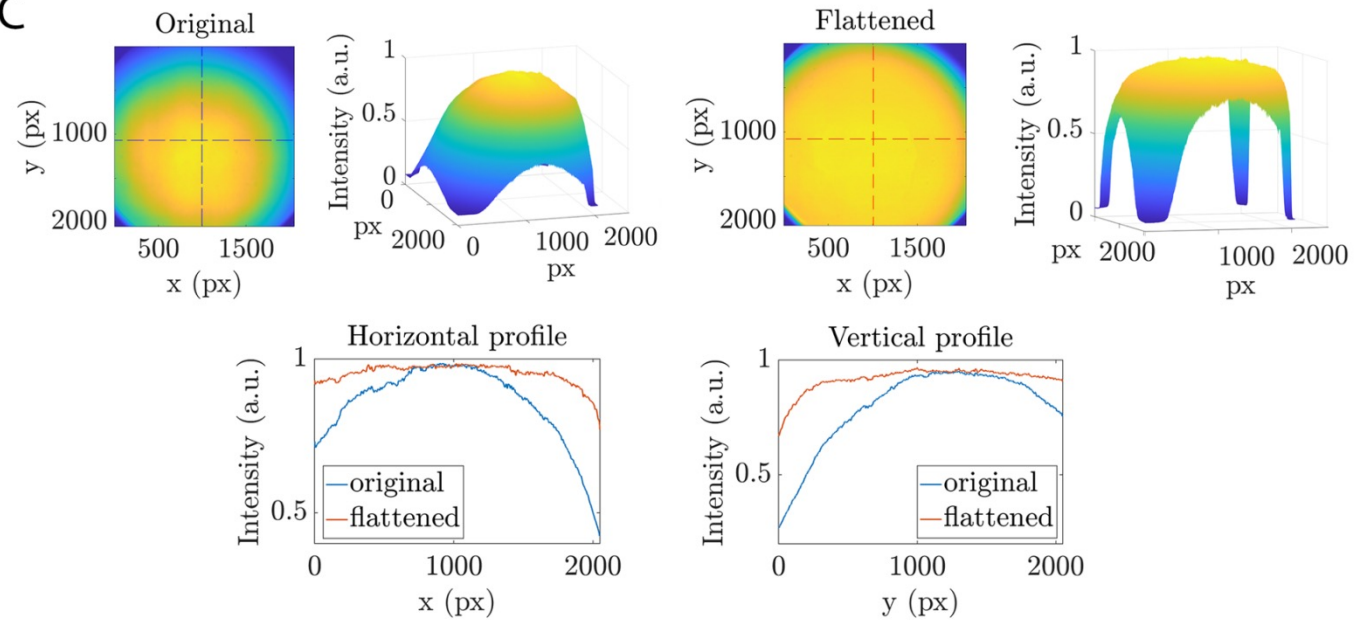 C
Original
y (px)
1000
2000
500 1500
x (px)
Intensity (a.u.)
1
0.5
0
0
px
2000
0
1000
2000
px
Flattened
y (px)
1000
2000
500 1500
x (px)
Intensity (a.u.)
1
0.5
0
px
2000
1000
2000
px
Horizontal profile
Intensity (a.u.)
1
0.5
original
flattened
0 1000 2000
x (px)
Vertical profile
Intensity (a.u.)
1
0.5
original
flattened
0 1000 2000
y (px)